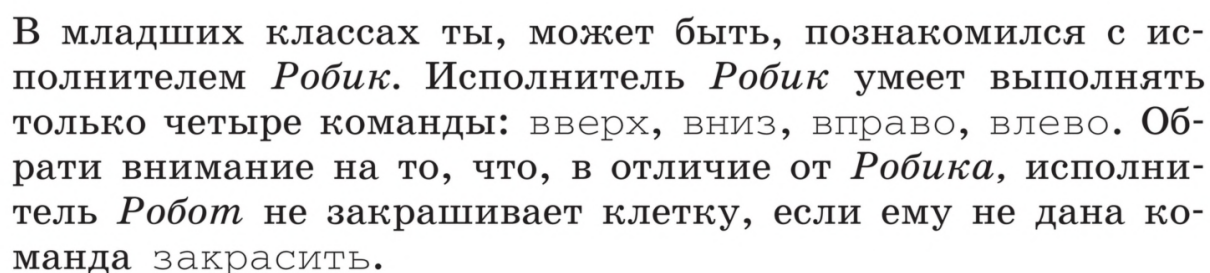 В младших классах ты, может быть, познакомился с ис-
полнителем Робик. Исполнитель Робик умеет выполнять
только четыре команды: вверх, вниз, вправо, влево. Об-
рати внимание на то, что, в отличие от Робика, исполни-
тель Робот не закрашивает клетку, если ему не дана ко-
манда закрасить.